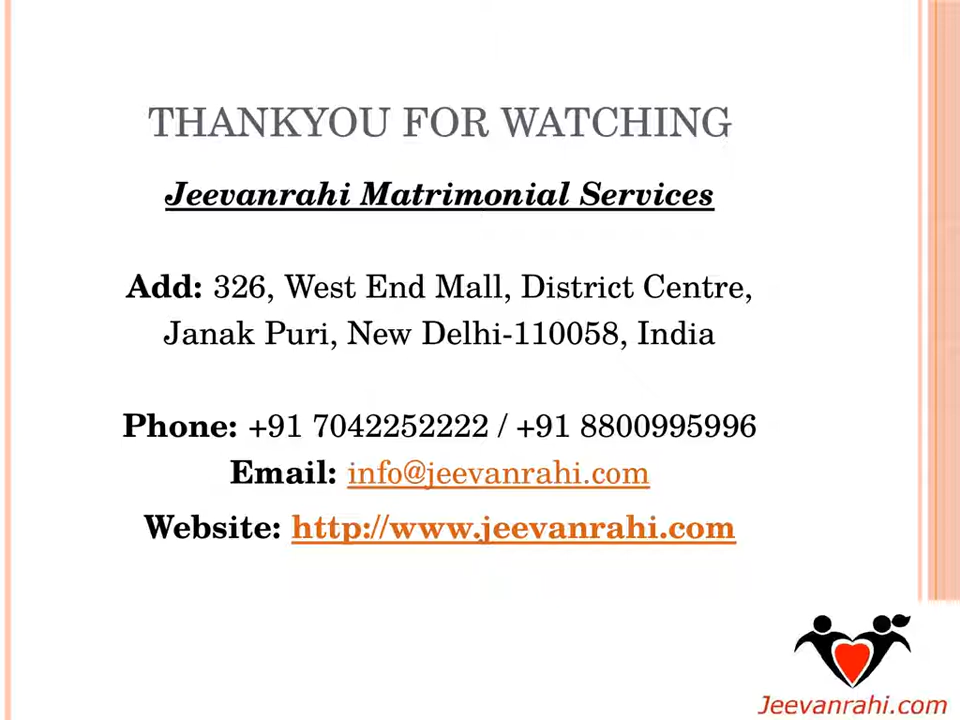 THANKYOU FOR WATCHING
Jeevanrahi Matrimonial Services
Add: 326, West End Mall, District Centre,
Janak Puri, New Delhi-110058, India
Phone: +91 7042252222 / +91 8800995996
Email: info@jeevanrahi.com
Website: http://www.jeevanrahi.com
Jeevanrahi.com